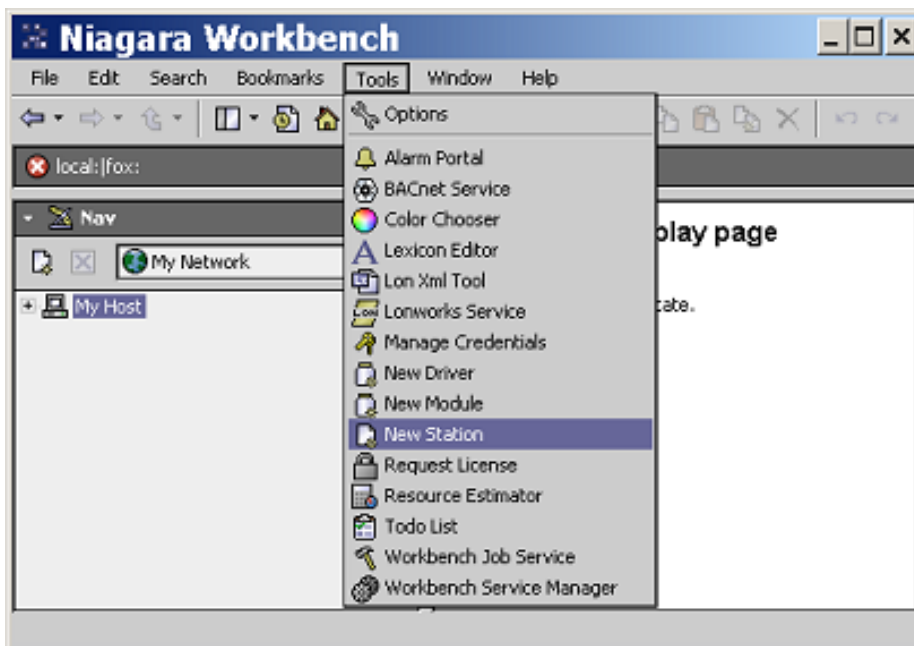 Niagara Workbench
File Edit Search Bookmarks Tools Window Help
Options
local:|fox:
Alarm Portal
BACnet Service
Nav
Color Chooser
play page
Lexicon Editor
My Network
Lon Xml Tool
My Host
Lonworks Service
Manage Credentials
New Driver
New Module
New Station
Request License
Resource Estimator
Todo List
Workbench Job Service
Workbench Service Manager